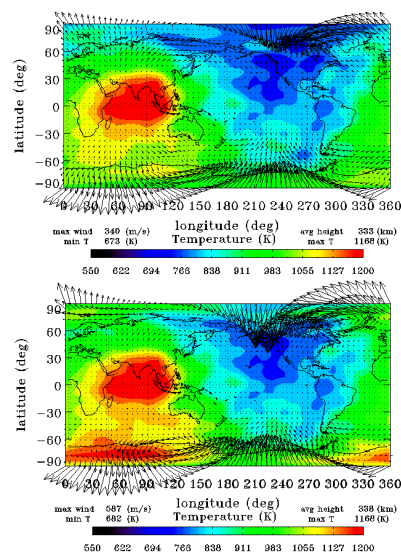 90
60
30
0
−30
−60
−90
latitude (deg)
0 30 60 90 120 150 180 210 240 270 300 330 360
longitude (deg)
max wind 340 (m/s) avg height 333 (km)
min T 673 (K) Temperature (K) max T 1168 (K)
550 622 694 766 838 911 983 1055 1127 1200
90
60
30
0
−30
−60
−90
latitude (deg)
0 30 60 90 120 150 180 210 240 270 300 330 360
longitude (deg)
max wind 587 (m/s) avg height 338 (km)
min T 682 (K) Temperature (K) max T 1168 (K)
550 622 694 766 838 911 983 1055 1127 1200